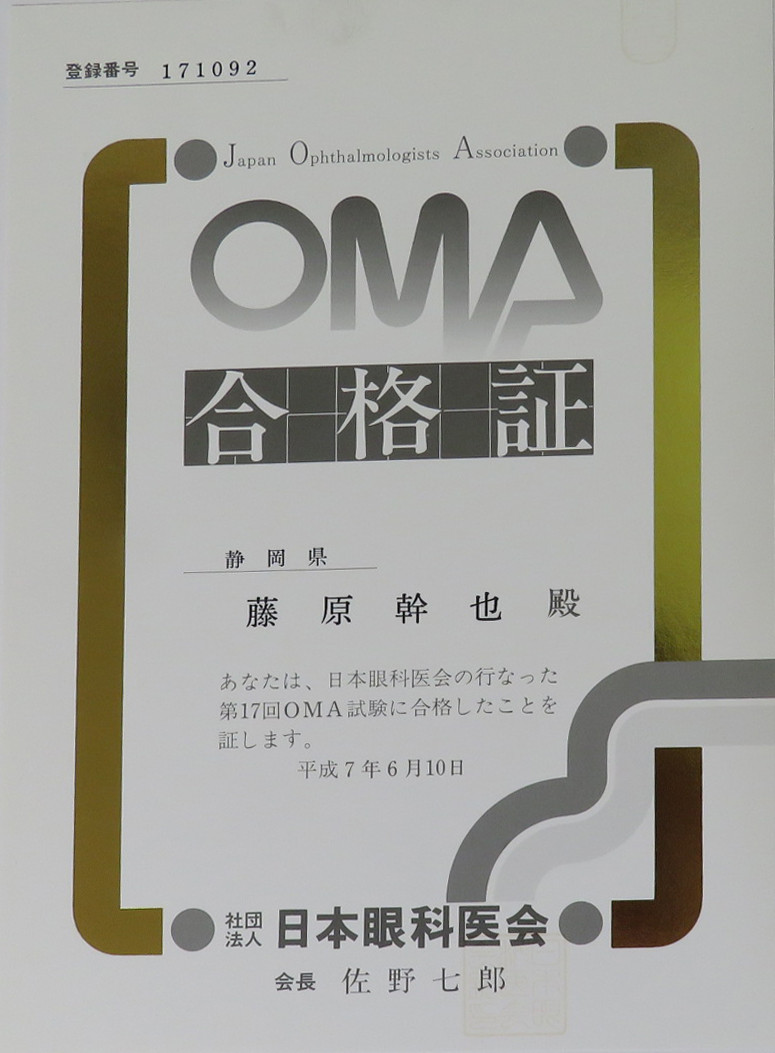 登録番号 171092
Japan Ophthalmologists Association
OMA
合格証
静岡県
藤原幹也 殿
あなたは、日本眼科医会の行なった
第17回OMA試験に合格したことを
証します。
平成7年6月10日
社団法人 日本眼科医会
会長 佐野七郎